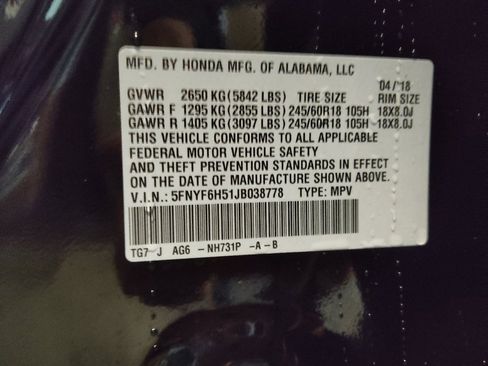 MFD. BY HONDA MFG. OF ALABAMA, LLC
04/'18
GVWR 2650 KG(5842 LBS) TIRE SIZE RIM SIZE
GAWR F 1295 KG(2855 LBS) 245/60R18 105H 18X8.0J
GAWR R 1405 KG(3097 LBS) 245/60R18 105H 18X8.0J
THIS VEHICLE CONFORMS TO ALL APPLICABLE
FEDERAL MOTOR VEHICLE SAFETY
AND THEFT PREVENTION STANDARDS IN EFFECT
ON THE DATE OF MANUFACTURE SHOWN ABOVE.
V.I.N.: 5FNYF6H51JB038778 TYPE: MPV
TG7-J AG6 -NH731P -A-B